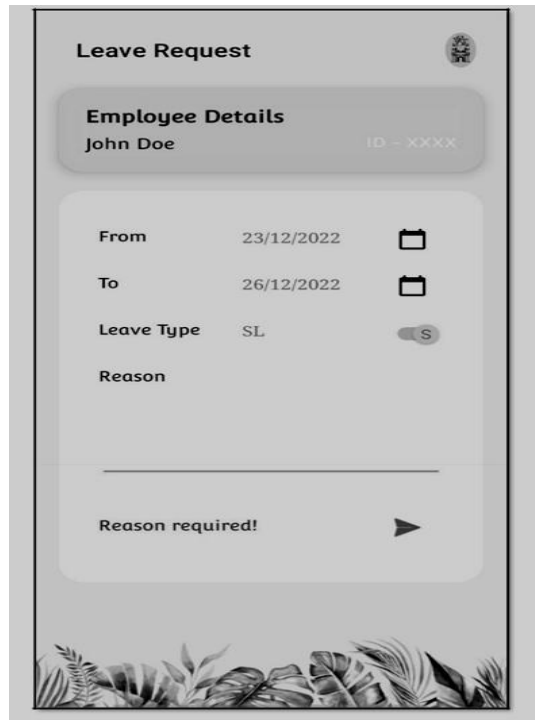 Leave Request
Employee Details
John Doe
ID - XXXX
From 23/12/2022
To 26/12/2022
Leave Type SL S
Reason
Reason required!